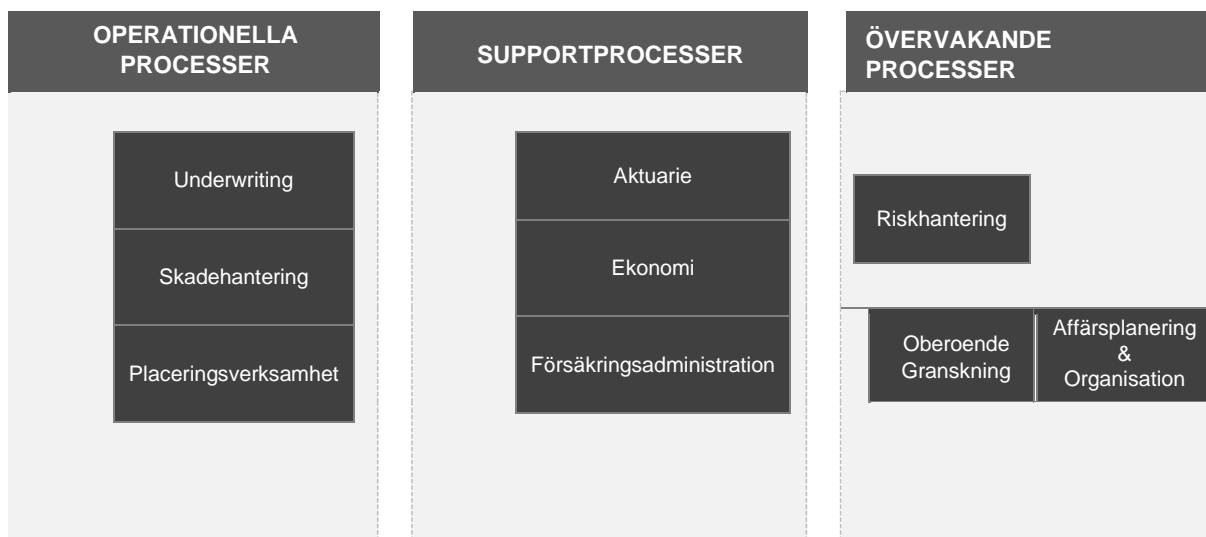 OPERATIONELLA
PROCESSER
Underwriting
Skadehantering
Placeringsverksamhet
SUPPORTPROCESSER
Aktuarie
Ekonomi
Försäkringsadministration
ÖVERVAKANDE
PROCESSER
Riskhantering
Oberoende
Granskning
Affärsplanering
&
Organisation